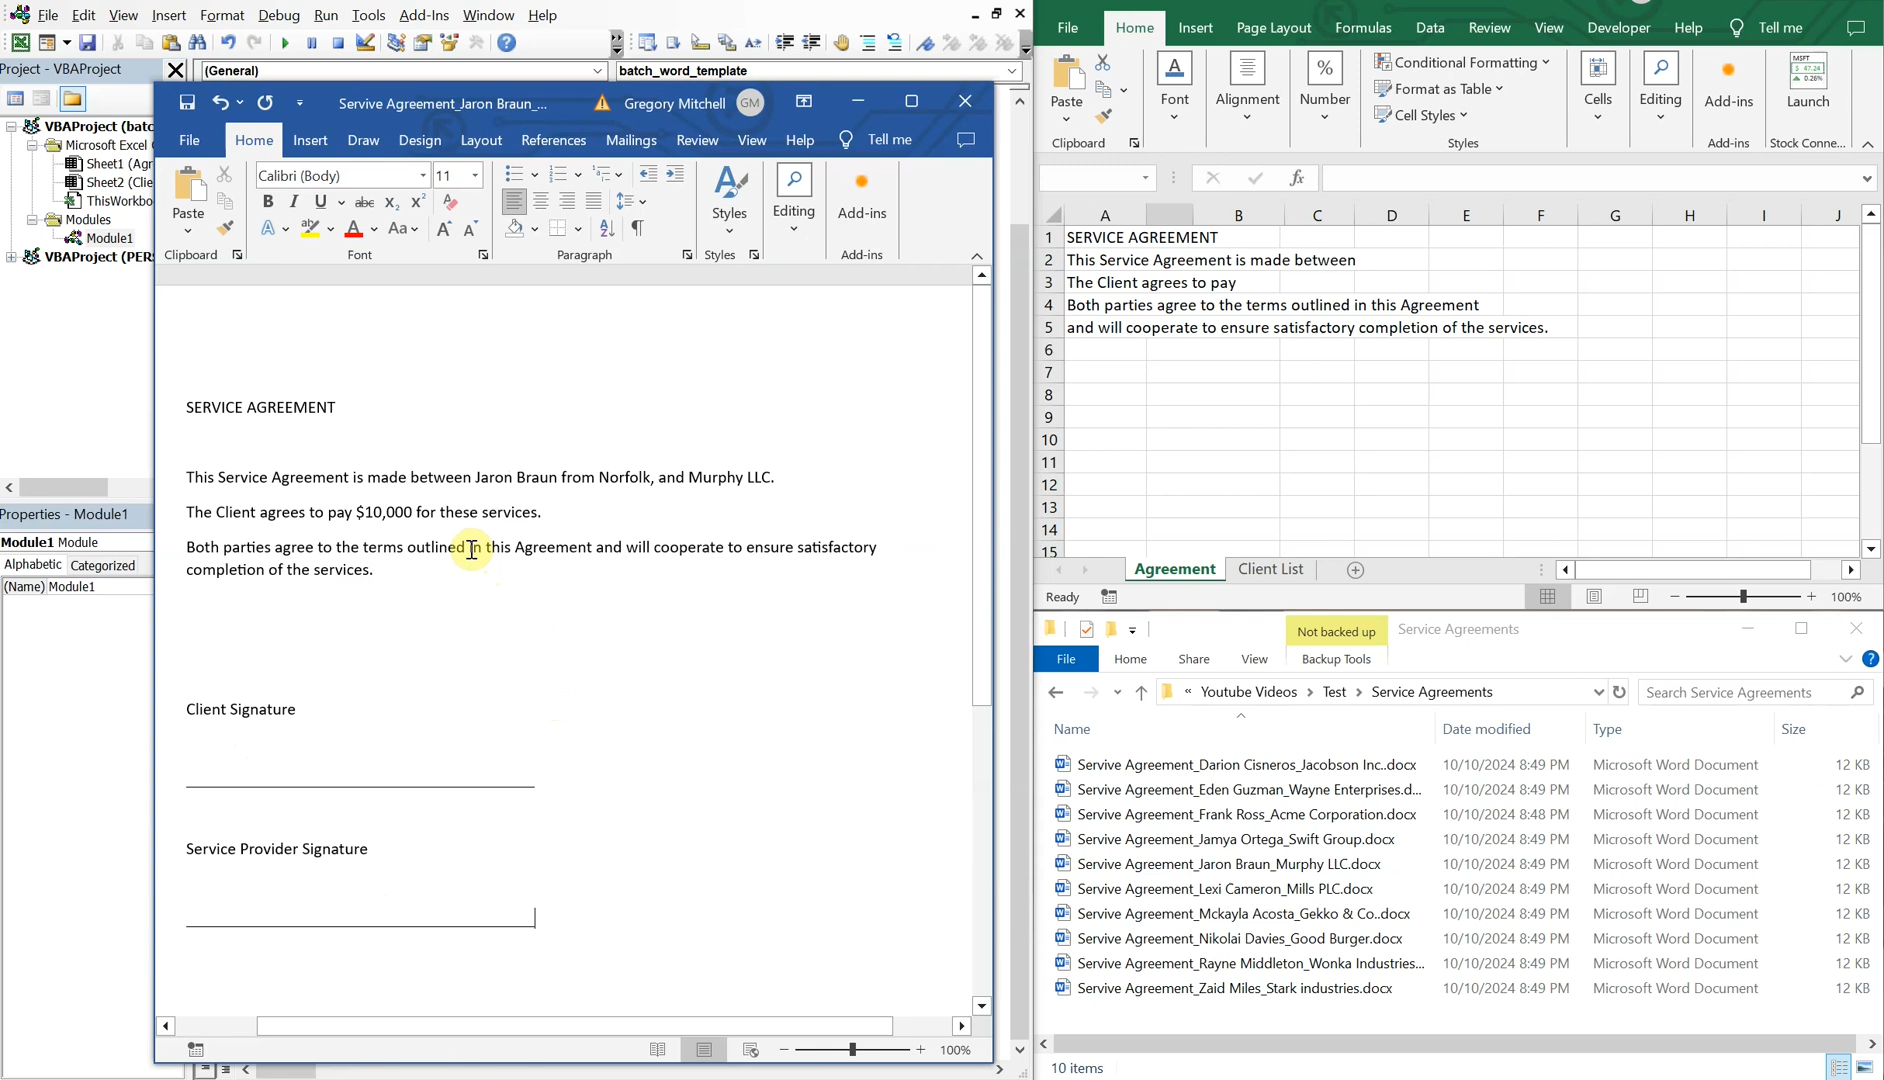 File Edit View Insert Format Debug Run Tools Add-Ins Window Help
Project - VBAProject
(General)
batch_word_template
VBAProject (batc
Microsoft Excel
Sheet1 (Agr
Sheet2 (Clie
ThisWorkbo
Modules
Module1
VBAProject (PERS
Properties - Module1
Module1 Module
Alphabetic Categorized
(Name) Module1
Servive Agreement_Jaron Braun_...
Gregory Mitchell GM
File Home Insert Draw Design Layout References Mailings Review View Help Tell me
Paste
Clipboard
Calibri (Body) 11
Font
Paragraph
Styles
Styles
Editing
Add-ins
Add-ins
SERVICE AGREEMENT
This Service Agreement is made between Jaron Braun from Norfolk, and Murphy LLC.
The Client agrees to pay $10,000 for these services.
Both parties agree to the terms outlined in this Agreement and will cooperate to ensure satisfactory
completion of the services.
Client Signature
Service Provider Signature
100%
File Home Insert Page Layout Formulas Data Review View Developer Help Tell me
Paste
Clipboard
Font
Alignment
Number
Conditional Formatting
Format as Table
Cell Styles
Styles
Cells
Editing
Add-ins
Add-ins
MSFT
$ 47.24
0.26%
Launch
Stock Conne...
A B C D E F G H I J
1 SERVICE AGREEMENT
2 This Service Agreement is made between
3 The Client agrees to pay
4 Both parties agree to the terms outlined in this Agreement
5 and will cooperate to ensure satisfactory completion of the services.
6
7
8
9
10
11
12
13
14
15
Agreement Client List
Ready
100%
Not backed up
Service Agreements
File Home Share View Backup Tools
« Youtube Videos › Test › Service Agreements
Search Service Agreements
Name Date modified Type Size
Servive Agreement_Darion Cisneros_Jacobson Inc..docx 10/10/2024 8:49 PM Microsoft Word Document 12 KB
Servive Agreement_Eden Guzman_Wayne Enterprises.d... 10/10/2024 8:49 PM Microsoft Word Document 12 KB
Servive Agreement_Frank Ross_Acme Corporation.docx 10/10/2024 8:48 PM Microsoft Word Document 12 KB
Servive Agreement_Jamya Ortega_Swift Group.docx 10/10/2024 8:49 PM Microsoft Word Document 12 KB
Servive Agreement_Jaron Braun_Murphy LLC.docx 10/10/2024 8:49 PM Microsoft Word Document 12 KB
Servive Agreement_Lexi Cameron_Mills PLC.docx 10/10/2024 8:49 PM Microsoft Word Document 12 KB
Servive Agreement_Mckayla Acosta_Gekko & Co..docx 10/10/2024 8:49 PM Microsoft Word Document 12 KB
Servive Agreement_Nikolai Davies_Good Burger.docx 10/10/2024 8:49 PM Microsoft Word Document 12 KB
Servive Agreement_Rayne Middleton_Wonka Industries... 10/10/2024 8:49 PM Microsoft Word Document 12 KB
Servive Agreement_Zaid Miles_Stark industries.docx 10/10/2024 8:49 PM Microsoft Word Document 12 KB
10 items